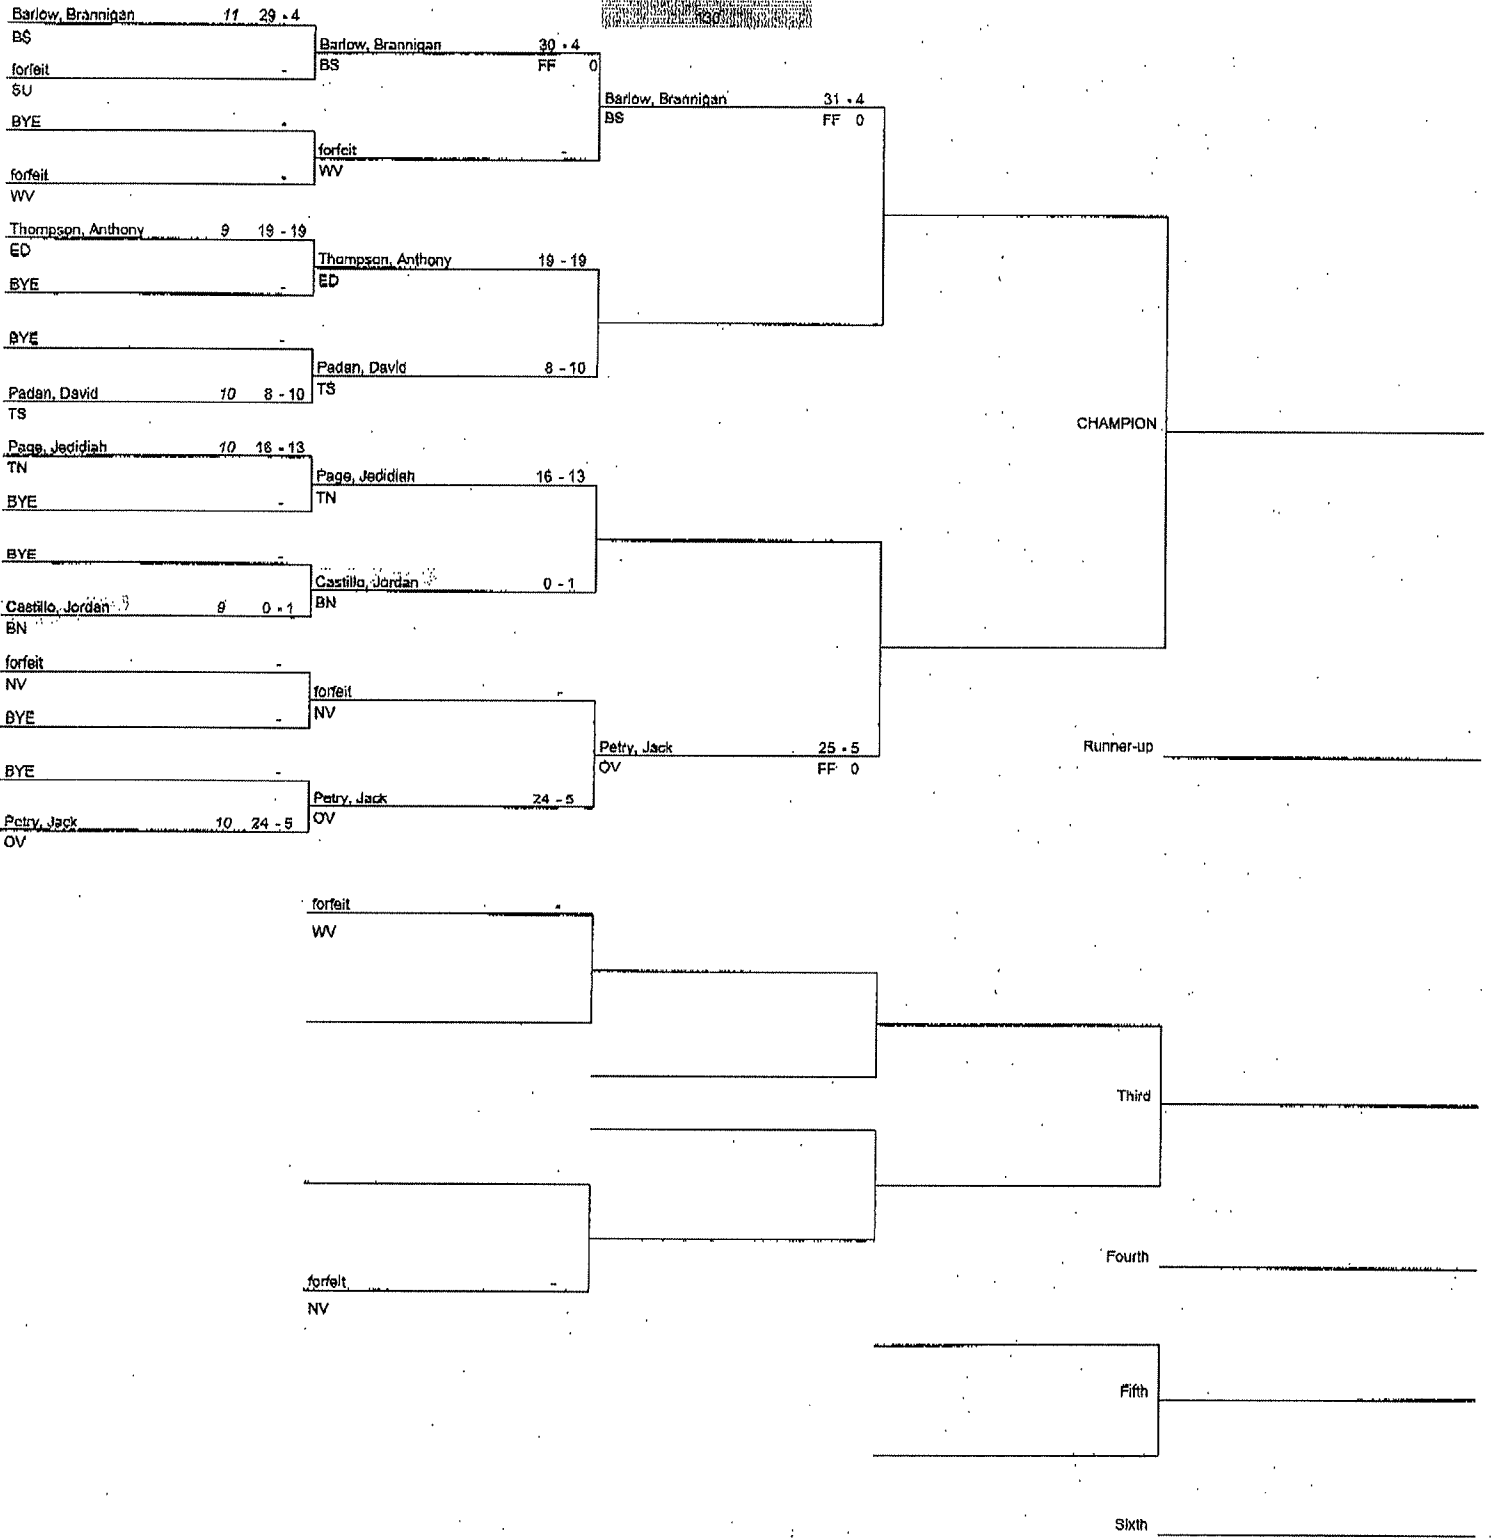 130
Barlow, Brannigan 11 29 - 4
BS
forfeit -
SU
BYE -
forfeit -
WV
Thompson, Anthony 9 19 - 19
ED
BYE -
BYE -
Padan, David 10 8 - 10
TS
Page, Jedidiah 10 16 - 13
TN
BYE -
BYE -
Castillo, Jordan 9 0 - 1
BN
forfeit -
NV
BYE -
BYE -
Petry, Jack 10 24 - 5
OV
Barlow, Brannigan 30 - 4
BS FF 0
forfeit -
WV
Thompson, Anthony 19 - 19
ED
Padan, David 8 - 10
TS
Page, Jedidiah 16 - 13
TN
Castillo, Jordan 0 - 1
BN
forfeit -
NV
Petry, Jack 24 - 5
OV
Barlow, Brannigan 31 - 4
BS FF 0
Petry, Jack 25 - 5
OV FF 0
CHAMPION
Runner-up
forfeit -
WV
forfeit -
NV
Third
Fourth
Fifth
Sixth